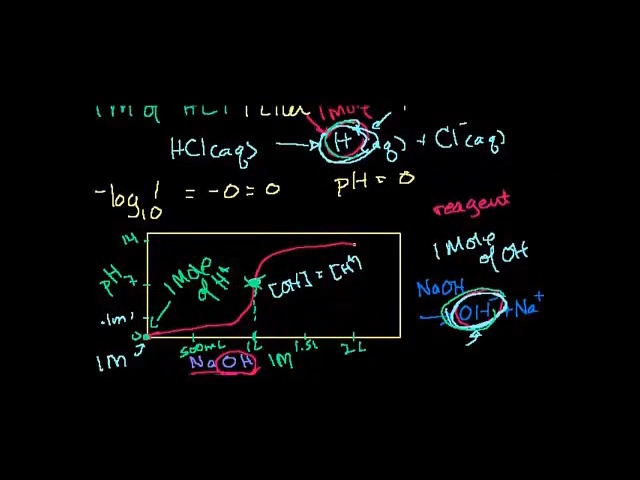 1M of HCl 1 Liter 1 Mole
HCl(aq) → H⁺(aq) + Cl⁻(aq)
-log₁₀ 1 = -0 = 0
pH = 0
reagent
1 Mole of OH
NaOH
→ OH⁻ + Na⁺
14
pH 7
0
1 Mole of H⁺
[OH] = [H⁺]
1M
500mL 1L 1.5L 2L
NaOH 1M